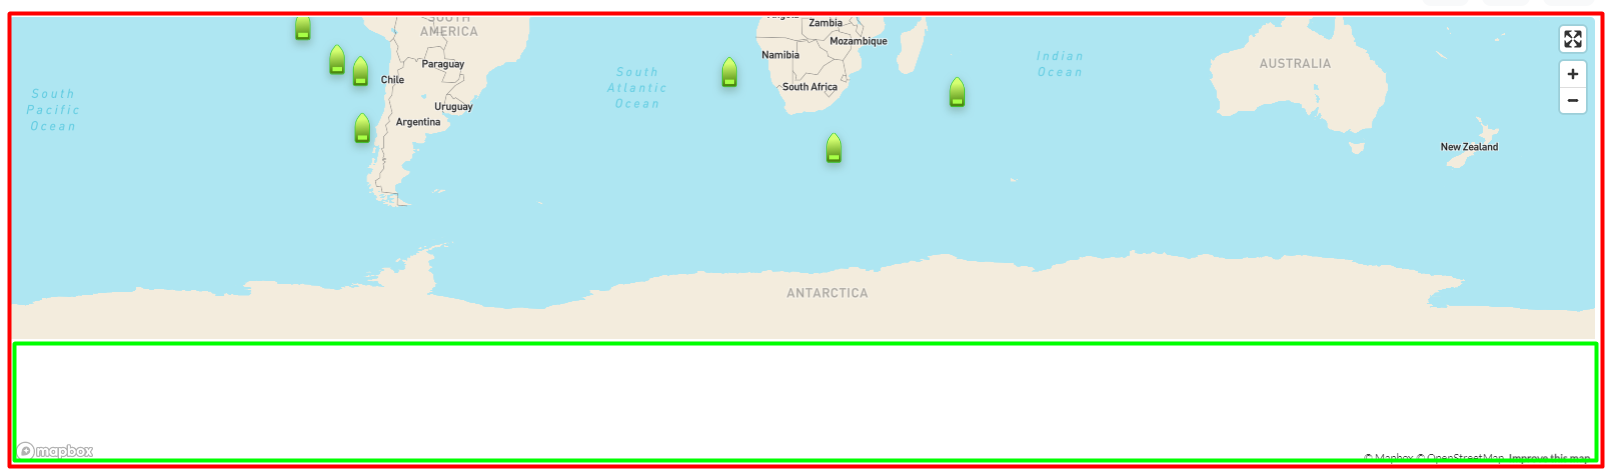 SOUTH
AMERICA
Zambia
Mozambique
Namibia
Indian
Ocean
Paraguay
Chile
South
Atlantic
Ocean
AUSTRALIA
+
−
South
Pacific
Ocean
South Africa
Uruguay
Argentina
New Zealand
ANTARCTICA
mapbox
© Mapbox © OpenStreetMap Improve this map